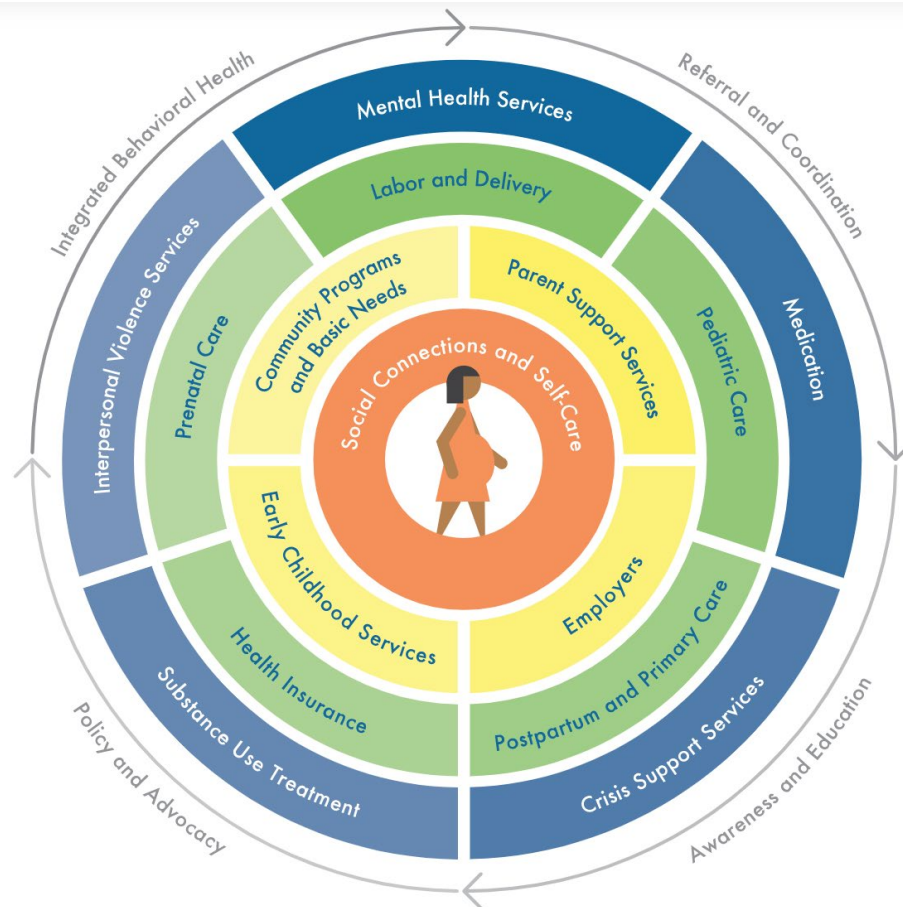 Integrated Behavioral Health
Referral and Coordination
Mental Health Services
Labor and Delivery
Interpersonal Violence Services
Prenatal Care
Community Programs
and Basic Needs
Parent Support Services
Pediatric Care
Medication
Social Connections and Self-Care
Early Childhood Services
Employers
Health Insurance
Postpartum and Primary Care
Substance Use Treatment
Crisis Support Services
Policy and Advocacy
Awareness and Education